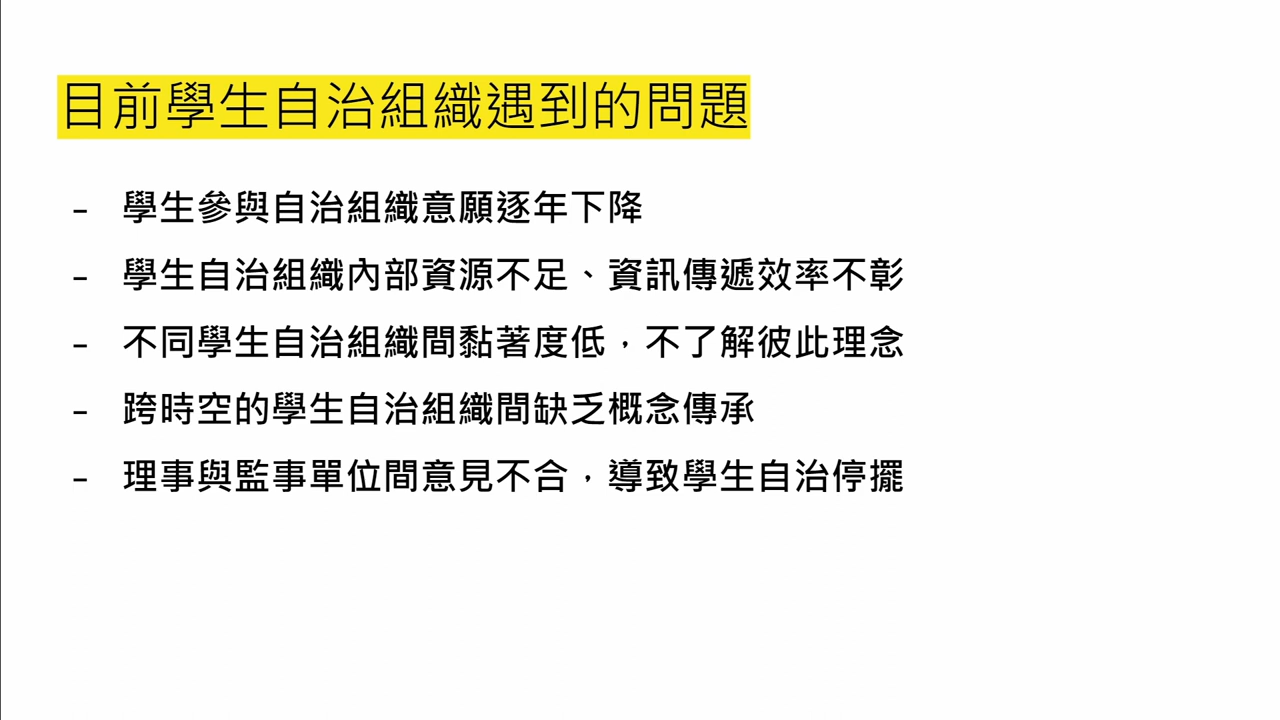 目前學生自治組織遇到的問題
- 學生參與自治組織意願逐年下降
- 學生自治組織內部資源不足、資訊傳遞效率不彰
- 不同學生自治組織間黏著度低，不了解彼此理念
- 跨時空的學生自治組織間缺乏概念傳承
- 理事與監事單位間意見不合，導致學生自治停擺